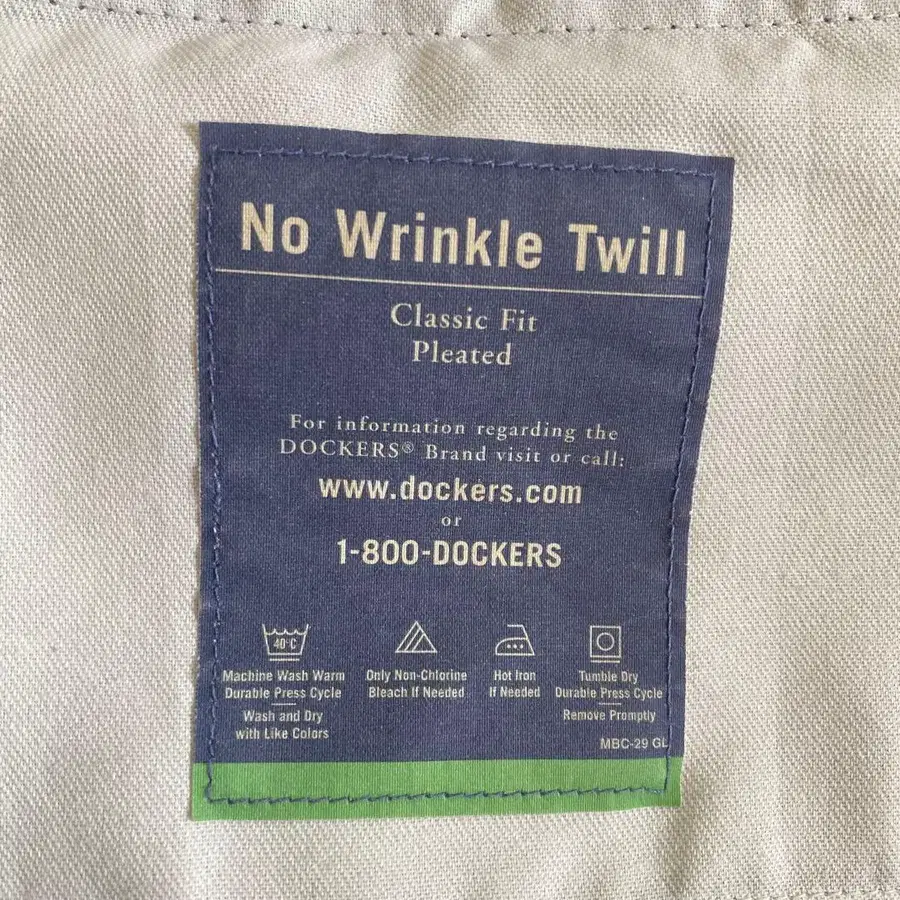 No Wrinkle Twill
Classic Fit
Pleated
For information regarding the
DOCKERS® Brand visit or call:
www.dockers.com
or
1-800-DOCKERS
40°C
Machine Wash Warm
Durable Press Cycle
Wash and Dry
with Like Colors
Only Non-Chlorine
Bleach If Needed
Hot Iron
If Needed
Tumble Dry
Durable Press Cycle
Remove Promptly
MBC-29 GL